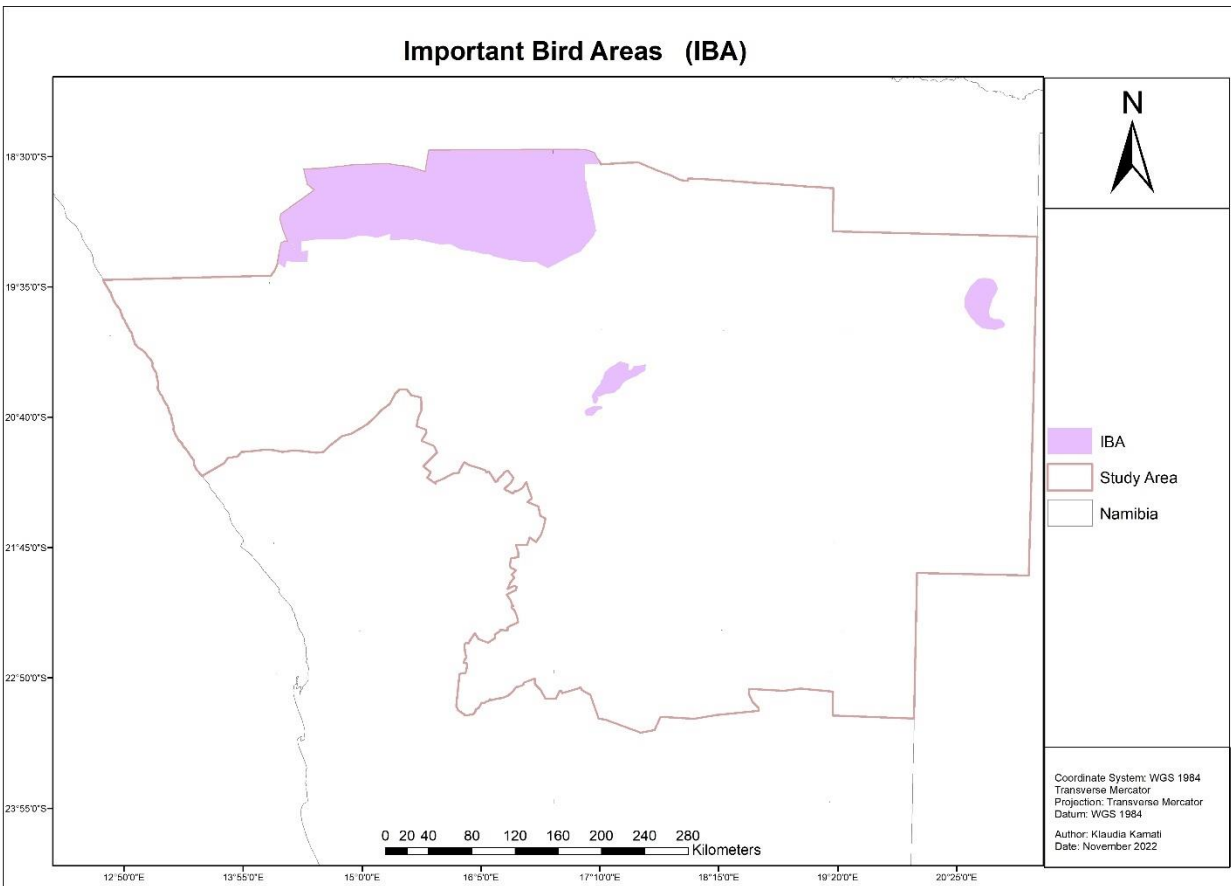 Important Bird Areas (IBA)
N
18°30'0"S
19°35'0"S
20°40'0"S
21°45'0"S
22°50'0"S
23°55'0"S
IBA
Study Area
Namibia
Coordinate System: WGS 1984
Transverse Mercator
Projection: Transverse Mercator
Datum: WGS 1984
Author: Klaudia Kamati
Date: November 2022
0 20 40 80 120 160 200 240 280
Kilometers
12°50'0"E 13°55'0"E 15°0'0"E 16°5'0"E 17°10'0"E 18°15'0"E 19°20'0"E 20°25'0"E